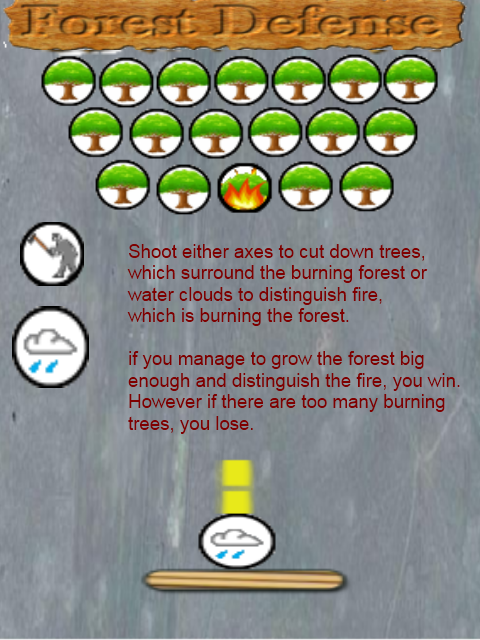 Forest Defense
Shoot either axes to cut down trees,
which surround the burning forest or
water clouds to distinguish fire,
which is burning the forest.
if you manage to grow the forest big
enough and distinguish the fire, you win.
However if there are too many burning
trees, you lose.